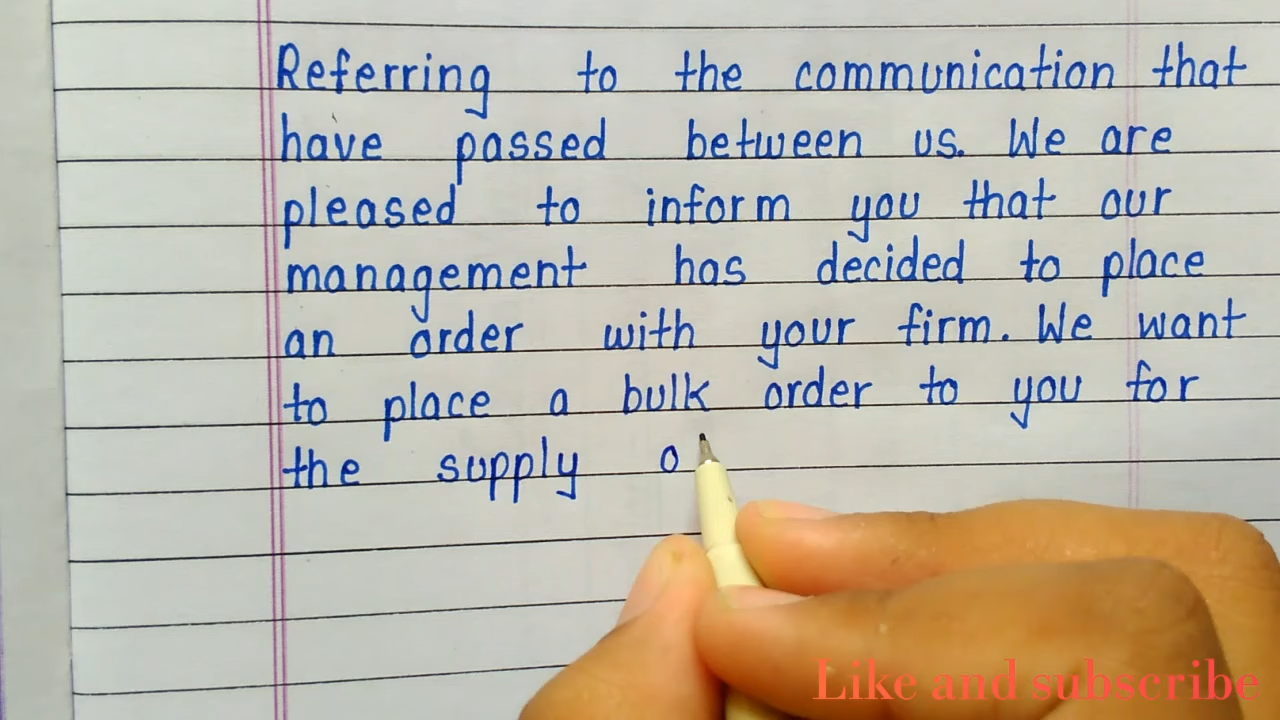 Referring to the communication that
have passed between us. We are
pleased to inform you that our
management has decided to place
an order with your firm. We want
to place a bulk order to you for
the supply o
Like and subscribe